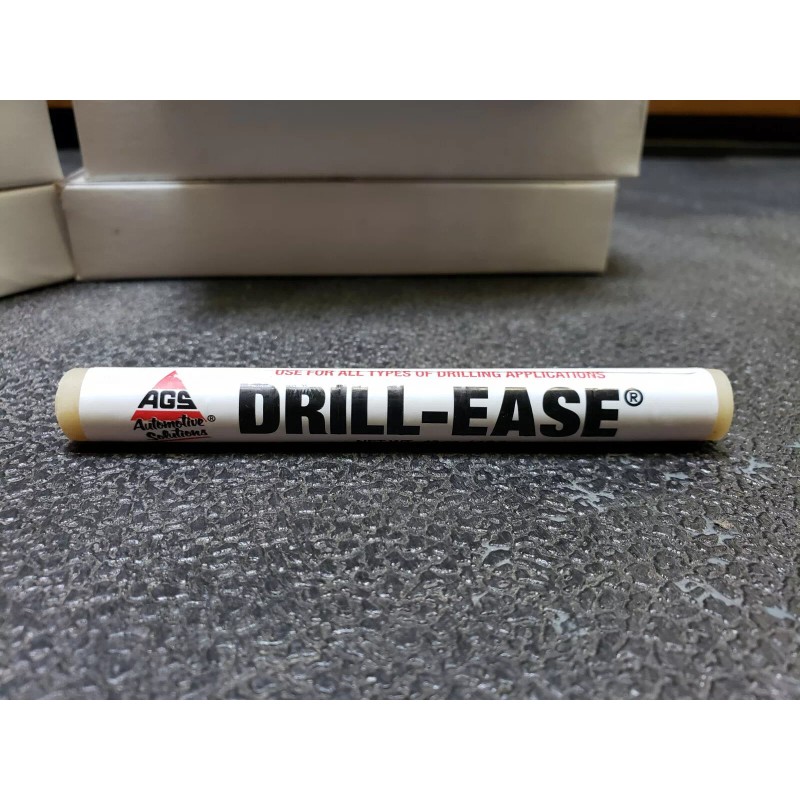 USE FOR ALL TYPES OF DRILLING APPLICATIONS
AGS
Automotive
Solutions®
DRILL-EASE®